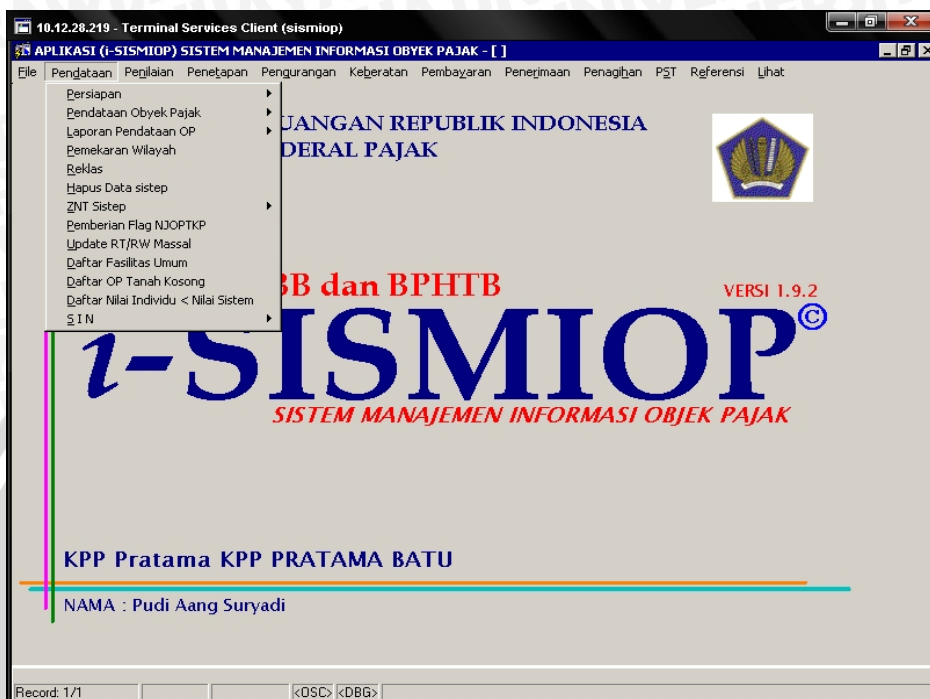 10.12.28.219 - Terminal Services Client (sismiop)
APLIKASI (i-SISMIOP) SISTEM MANAJEMEN INFORMASI OBYEK PAJAK - [ ]
File Pendataan Penilaian Penetapan Pengurangan Keberatan Pembayaran Penerimaan Penagihan PST Referensi Lihat
Persiapan
Pendataan Obyek Pajak
Laporan Pendataan OP
Pemekaran Wilayah
Reklas
Hapus Data sistep
ZNT Sistep
Pemberian Flag NJOPTKP
Update RT/RW Massal
Daftar Fasilitas Umum
Daftar OP Tanah Kosong
Daftar Nilai Individu < Nilai Sistem
S I N
UANGAN REPUBLIK INDONESIA
DERAL PAJAK
BB dan BPHTB
VERSI 1.9.2
i-SISMIOP ©
SISTEM MANAJEMEN INFORMASI OBJEK PAJAK
KPP Pratama KPP PRATAMA BATU
NAMA : Pudi Aang Suryadi
Record: 1/1 <OSC> <DBG>